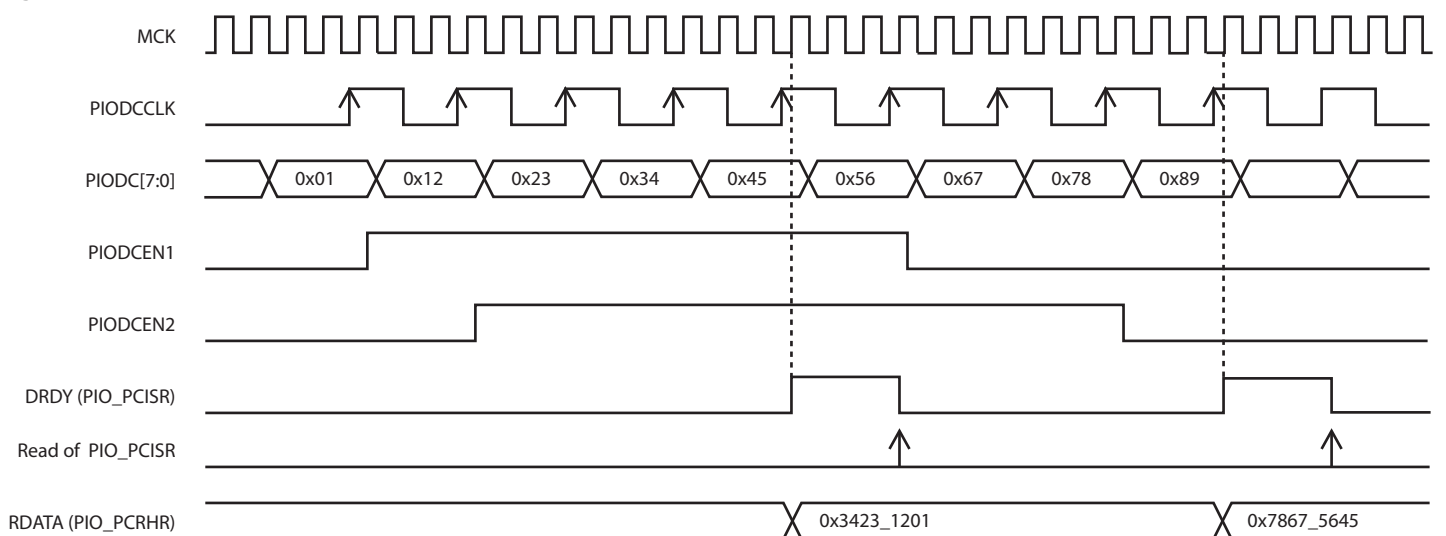 MCK
PIODCCLK
PIODC[7:0] 0x01 0x12 0x23 0x34 0x45 0x56 0x67 0x78 0x89
PIODCEN1
PIODCEN2
DRDY (PIO_PCISR)
Read of PIO_PCISR
RDATA (PIO_PCRHR) 0x3423_1201 0x7867_5645